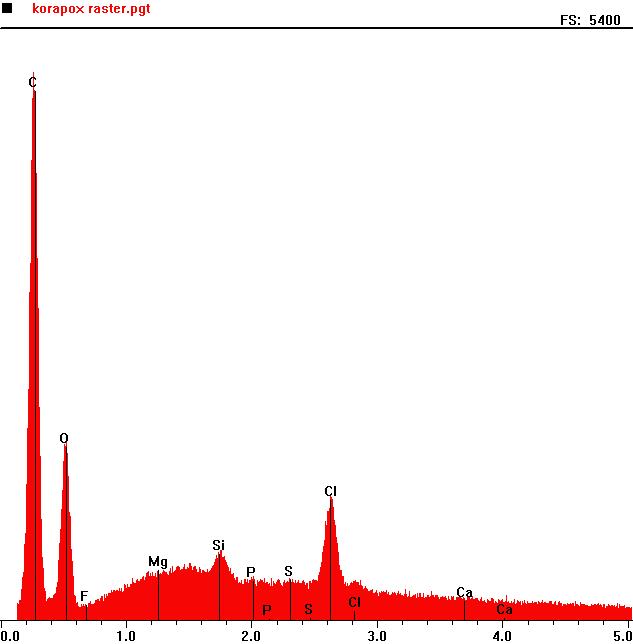 korapox raster.pgt
FS: 5400
C
O
Cl
Si
Mg
P
S
Ca
F
Cl
P
S
Ca
0.0 1.0 2.0 3.0 4.0 5.0